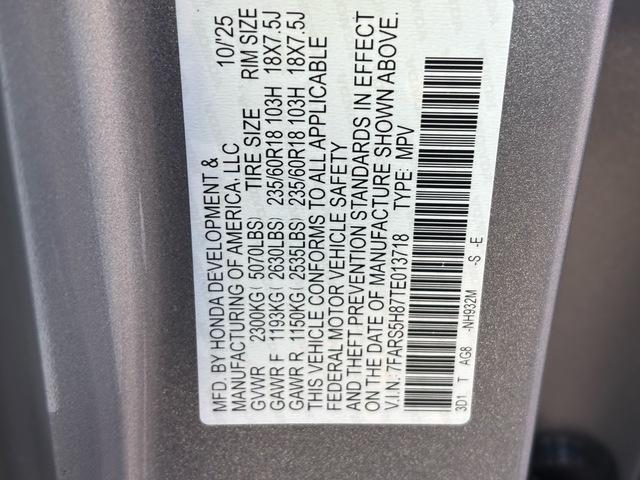 MFD. BY HONDA DEVELOPMENT & 10/'25
MANUFACTURING OF AMERICA, LLC
GVWR 2300KG( 5070LBS) TIRE SIZE RIM SIZE
GAWR F 1193KG( 2630LBS) 235/60R18 103H 18X7.5J
GAWR R 1150KG( 2535LBS) 235/60R18 103H 18X7.5J
THIS VEHICLE CONFORMS TO ALL APPLICABLE
FEDERAL MOTOR VEHICLE SAFETY
AND THEFT PREVENTION STANDARDS IN EFFECT
ON THE DATE OF MANUFACTURE SHOWN ABOVE.
V.I.N: 7FARS5H87TE013718 TYPE: MPV
3D1 T AG8 -NH932M -S -E